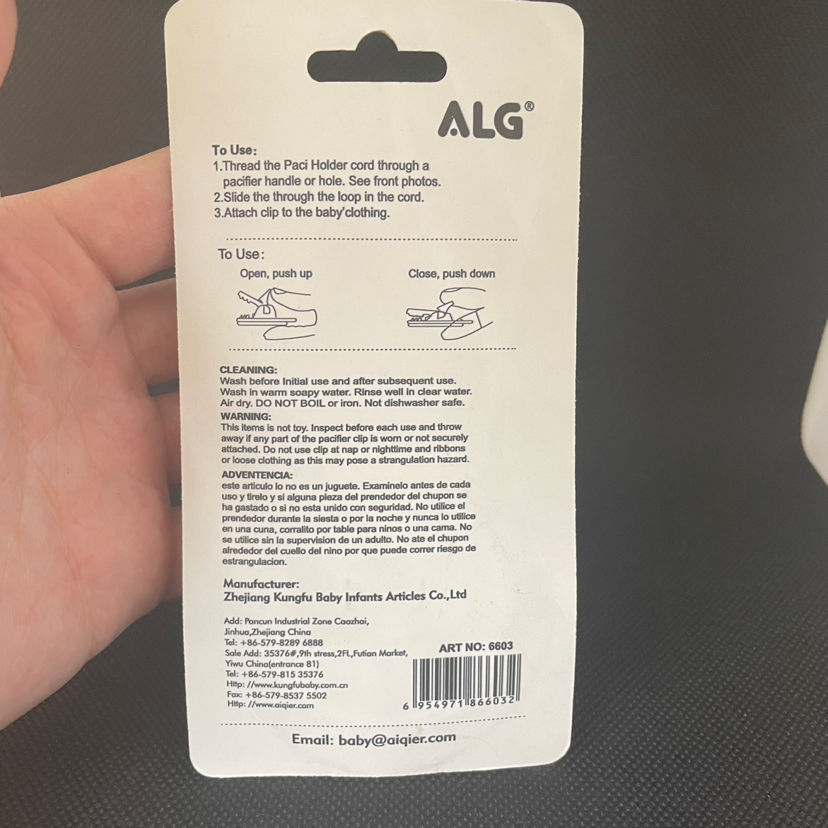 ALG®
To Use:
1.Thread the Paci Holder cord through a
pacifier handle or hole. See front photos.
2.Slide the through the loop in the cord.
3.Attach clip to the baby'clothing.
To Use:
Open, push up
Close, push down
CLEANING:
Wash before Initial use and after subsequent use.
Wash in warm soapy water. Rinse well in clear water.
Air dry. DO NOT BOIL or iron. Not dishwasher safe.
WARNING:
This items is not toy. Inspect before each use and throw
away if any part of the pacifier clip is worn or not securely
attached. Do not use clip at nap or nighttime and ribbons
or loose clothing as this may pose a strangulation hazard.
ADVENTENCIA:
este articulo lo no es un juguete. Examinelo antes de cada
uso y tirelo y si alguna pieza del prendedor del chupon se
ha gastado o si no esta unido con seguridad. No utilice el
prendedor durante la siesta o por la noche y nunca lo utilice
en una cuna, corralito por table para ninos o una cama. No
se utilice sin la supervision de un adulto. No ate el chupon
alrededor del cuello del nino por que puede correr riesgo de
estrangulacion.
Manufacturer:
Zhejiang Kungfu Baby Infants Articles Co.,Ltd
Add: Pancun Industrial Zone Caozhai,
Jinhua,Zhejiang China
Tel: +86-579-8289 6888
Sale Add: 35376#,9th stress,2FL,Futian Market,
Yiwu China(entrance 81)
Tel: +86-579-815 35376
Http: //www.kungfubaby.com.cn
Fax: +86-579-8537 5502
Http: //www.aiqier.com
ART NO: 6603
6 954971 866032
Email: baby@aiqier.com